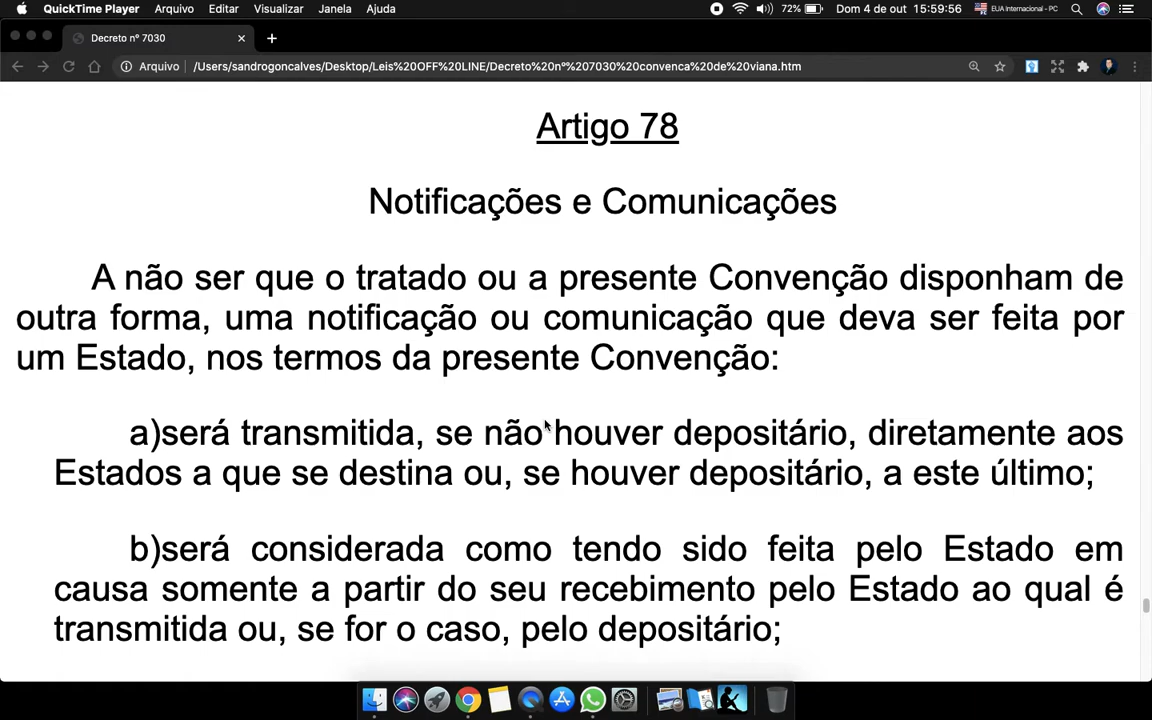 QuickTime Player Arquivo Editar Visualizar Janela Ajuda 72% Dom 4 de out 15:59:56 EUA Internacional - PC
Decreto nº 7030
Arquivo /Users/sandrogoncalves/Desktop/Leis%20OFF%20LINE/Decreto%20nº%207030%20convenca%20de%20viana.htm
Artigo 78
Notificações e Comunicações
A não ser que o tratado ou a presente Convenção disponham de
outra forma, uma notificação ou comunicação que deva ser feita por
um Estado, nos termos da presente Convenção:
a)será transmitida, se não houver depositário, diretamente aos
Estados a que se destina ou, se houver depositário, a este último;
b)será considerada como tendo sido feita pelo Estado em
causa somente a partir do seu recebimento pelo Estado ao qual é
transmitida ou, se for o caso, pelo depositário;